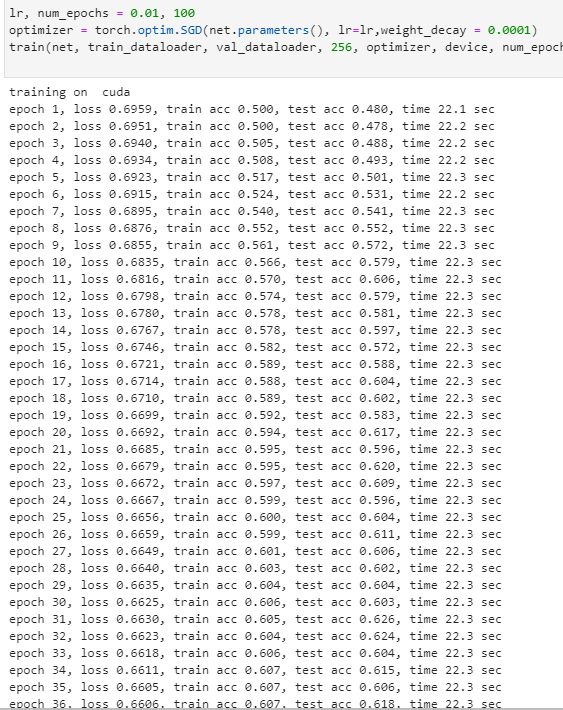 lr, num_epochs = 0.01, 100
optimizer = torch.optim.SGD(net.parameters(), lr=lr,weight_decay = 0.0001)
train(net, train_dataloader, val_dataloader, 256, optimizer, device, num_epoch
training on  cuda
epoch 1, loss 0.6959, train acc 0.500, test acc 0.480, time 22.1 sec
epoch 2, loss 0.6951, train acc 0.500, test acc 0.478, time 22.2 sec
epoch 3, loss 0.6940, train acc 0.505, test acc 0.488, time 22.2 sec
epoch 4, loss 0.6934, train acc 0.508, test acc 0.493, time 22.2 sec
epoch 5, loss 0.6923, train acc 0.517, test acc 0.501, time 22.3 sec
epoch 6, loss 0.6915, train acc 0.524, test acc 0.531, time 22.2 sec
epoch 7, loss 0.6895, train acc 0.540, test acc 0.541, time 22.3 sec
epoch 8, loss 0.6876, train acc 0.552, test acc 0.552, time 22.3 sec
epoch 9, loss 0.6855, train acc 0.561, test acc 0.572, time 22.3 sec
epoch 10, loss 0.6835, train acc 0.566, test acc 0.579, time 22.3 sec
epoch 11, loss 0.6816, train acc 0.570, test acc 0.606, time 22.3 sec
epoch 12, loss 0.6798, train acc 0.574, test acc 0.579, time 22.3 sec
epoch 13, loss 0.6780, train acc 0.578, test acc 0.581, time 22.3 sec
epoch 14, loss 0.6767, train acc 0.578, test acc 0.597, time 22.3 sec
epoch 15, loss 0.6746, train acc 0.582, test acc 0.572, time 22.3 sec
epoch 16, loss 0.6721, train acc 0.589, test acc 0.588, time 22.3 sec
epoch 17, loss 0.6714, train acc 0.588, test acc 0.604, time 22.3 sec
epoch 18, loss 0.6710, train acc 0.589, test acc 0.602, time 22.3 sec
epoch 19, loss 0.6699, train acc 0.592, test acc 0.583, time 22.3 sec
epoch 20, loss 0.6692, train acc 0.594, test acc 0.617, time 22.3 sec
epoch 21, loss 0.6685, train acc 0.595, test acc 0.596, time 22.3 sec
epoch 22, loss 0.6679, train acc 0.595, test acc 0.620, time 22.3 sec
epoch 23, loss 0.6672, train acc 0.597, test acc 0.609, time 22.3 sec
epoch 24, loss 0.6667, train acc 0.599, test acc 0.596, time 22.3 sec
epoch 25, loss 0.6656, train acc 0.600, test acc 0.604, time 22.3 sec
epoch 26, loss 0.6659, train acc 0.599, test acc 0.611, time 22.3 sec
epoch 27, loss 0.6649, train acc 0.601, test acc 0.606, time 22.3 sec
epoch 28, loss 0.6640, train acc 0.603, test acc 0.602, time 22.3 sec
epoch 29, loss 0.6635, train acc 0.604, test acc 0.604, time 22.3 sec
epoch 30, loss 0.6625, train acc 0.606, test acc 0.603, time 22.3 sec
epoch 31, loss 0.6630, train acc 0.605, test acc 0.626, time 22.3 sec
epoch 32, loss 0.6623, train acc 0.604, test acc 0.624, time 22.3 sec
epoch 33, loss 0.6618, train acc 0.606, test acc 0.604, time 22.3 sec
epoch 34, loss 0.6611, train acc 0.607, test acc 0.615, time 22.3 sec
epoch 35, loss 0.6605, train acc 0.607, test acc 0.606, time 22.3 sec
epoch 36, loss 0.6606, train acc 0.607, test acc 0.618, time 22.3 sec